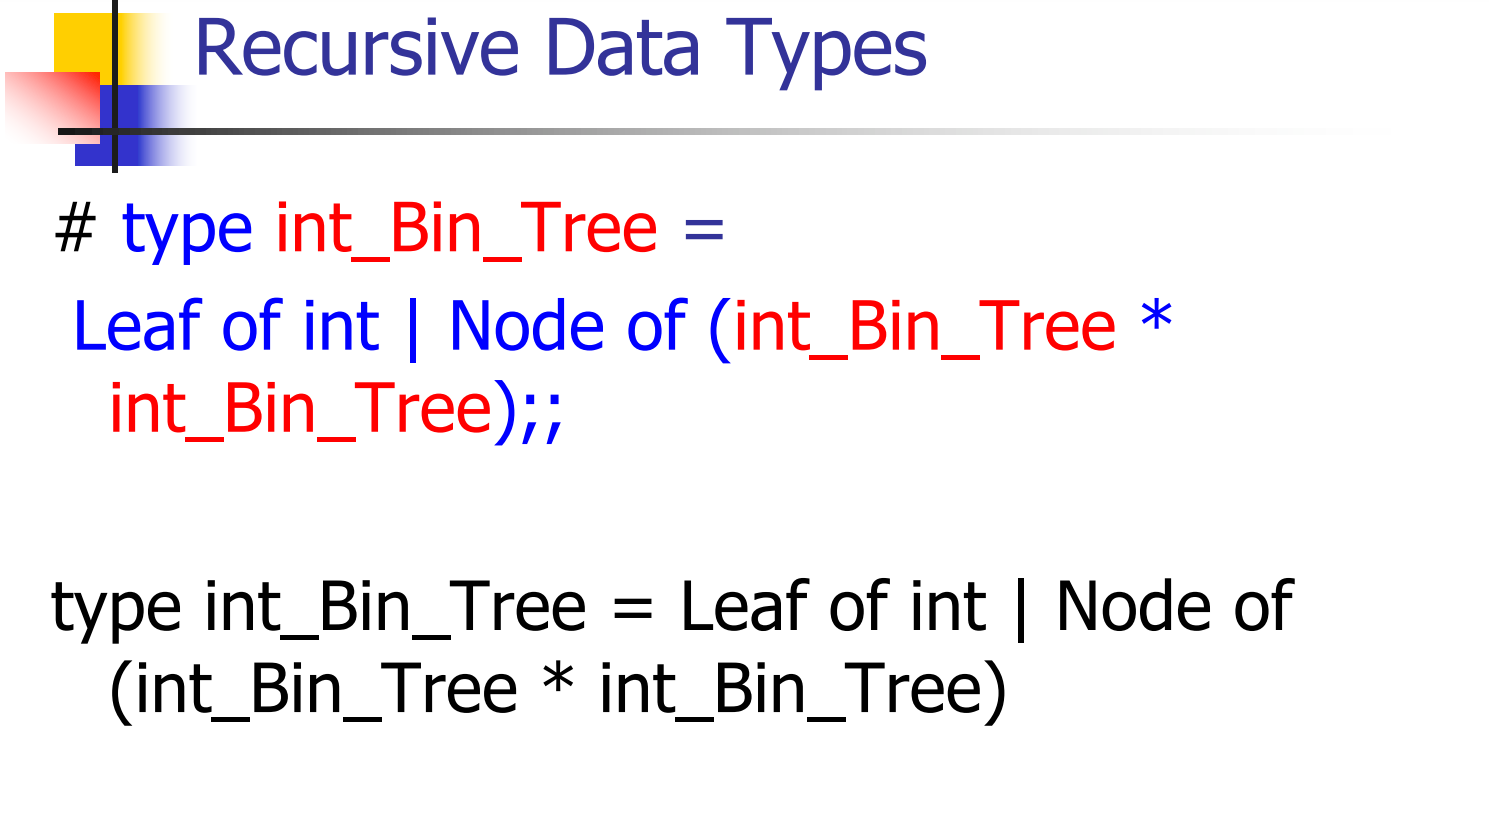 Recursive Data Types
# type int_Bin_Tree =
Leaf of int | Node of (int_Bin_Tree *
int_Bin_Tree);;
type int_Bin_Tree = Leaf of int | Node of
(int_Bin_Tree * int_Bin_Tree)